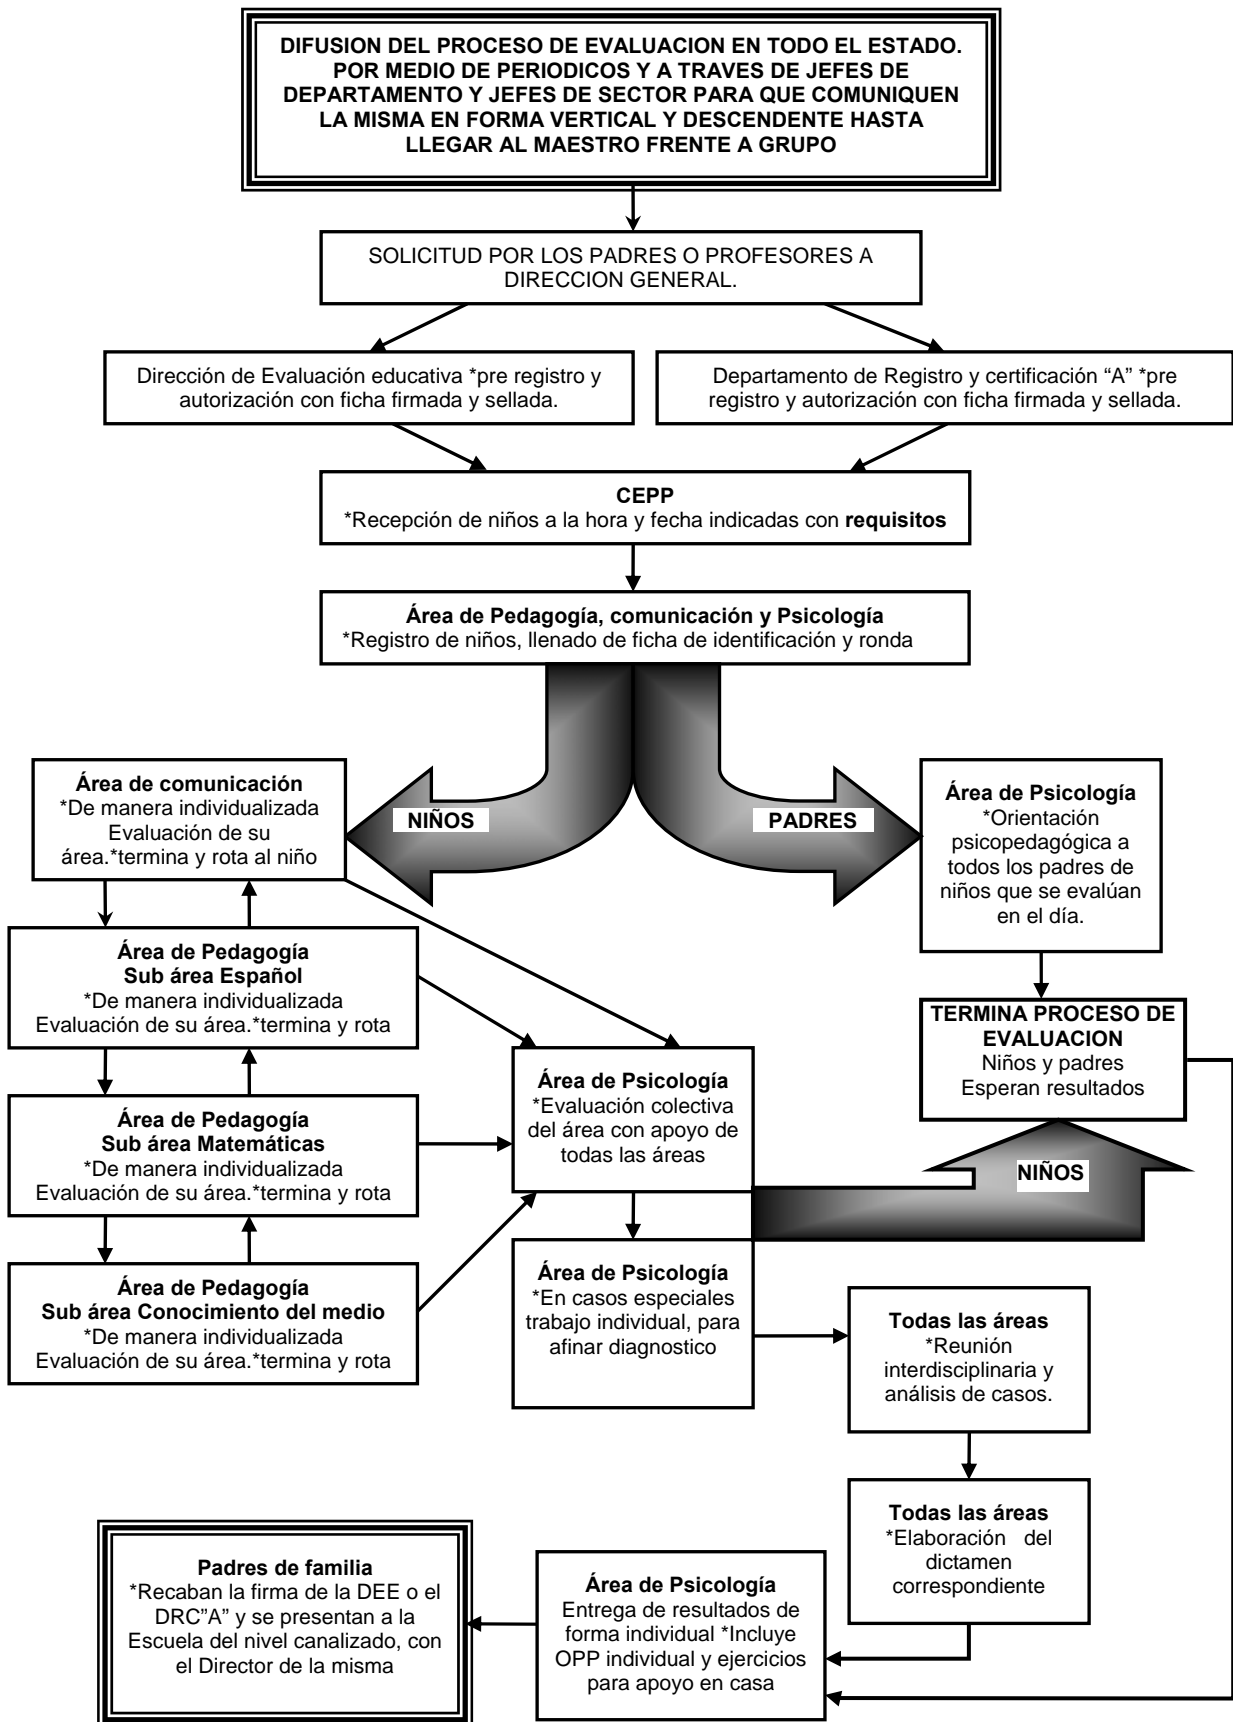 DIFUSION DEL PROCESO DE EVALUACION EN TODO EL ESTADO.
POR MEDIO DE PERIODICOS Y A TRAVES DE JEFES DE
DEPARTAMENTO Y JEFES DE SECTOR PARA QUE COMUNIQUEN
LA MISMA EN FORMA VERTICAL Y DESCENDENTE HASTA
LLEGAR AL MAESTRO FRENTE A GRUPO
SOLICITUD POR LOS PADRES O PROFESORES A
DIRECCION GENERAL.
Dirección de Evaluación educativa *pre registro y
autorización con ficha firmada y sellada.
Departamento de Registro y certificación “A” *pre
registro y autorización con ficha firmada y sellada.
CEPP
*Recepción de niños a la hora y fecha indicadas con requisitos
Área de Pedagogía, comunicación y Psicología
*Registro de niños, llenado de ficha de identificación y ronda
NIÑOS
PADRES
Área de comunicación
*De manera individualizada
Evaluación de su
área.*termina y rota al niño
Área de Psicología
*Orientación
psicopedagógica a
todos los padres de
niños que se evalúan
en el día.
Área de Pedagogía
Sub área Español
*De manera individualizada
Evaluación de su área.*termina y rota
TERMINA PROCESO DE
EVALUACION
Niños y padres
Esperan resultados
Área de Psicología
*Evaluación colectiva
del área con apoyo de
todas las áreas
Área de Pedagogía
Sub área Matemáticas
*De manera individualizada
Evaluación de su área.*termina y rota
NIÑOS
Área de Pedagogía
Sub área Conocimiento del medio
*De manera individualizada
Evaluación de su área.*termina y rota
Área de Psicología
*En casos especiales
trabajo individual, para
afinar diagnostico
Todas las áreas
*Reunión
interdisciplinaria y
análisis de casos.
Todas las áreas
*Elaboración del
dictamen
correspondiente
Área de Psicología
Entrega de resultados de
forma individual *Incluye
OPP individual y ejercicios
para apoyo en casa
Padres de familia
*Recaban la firma de la DEE o el
DRC”A” y se presentan a la
Escuela del nivel canalizado, con
el Director de la misma